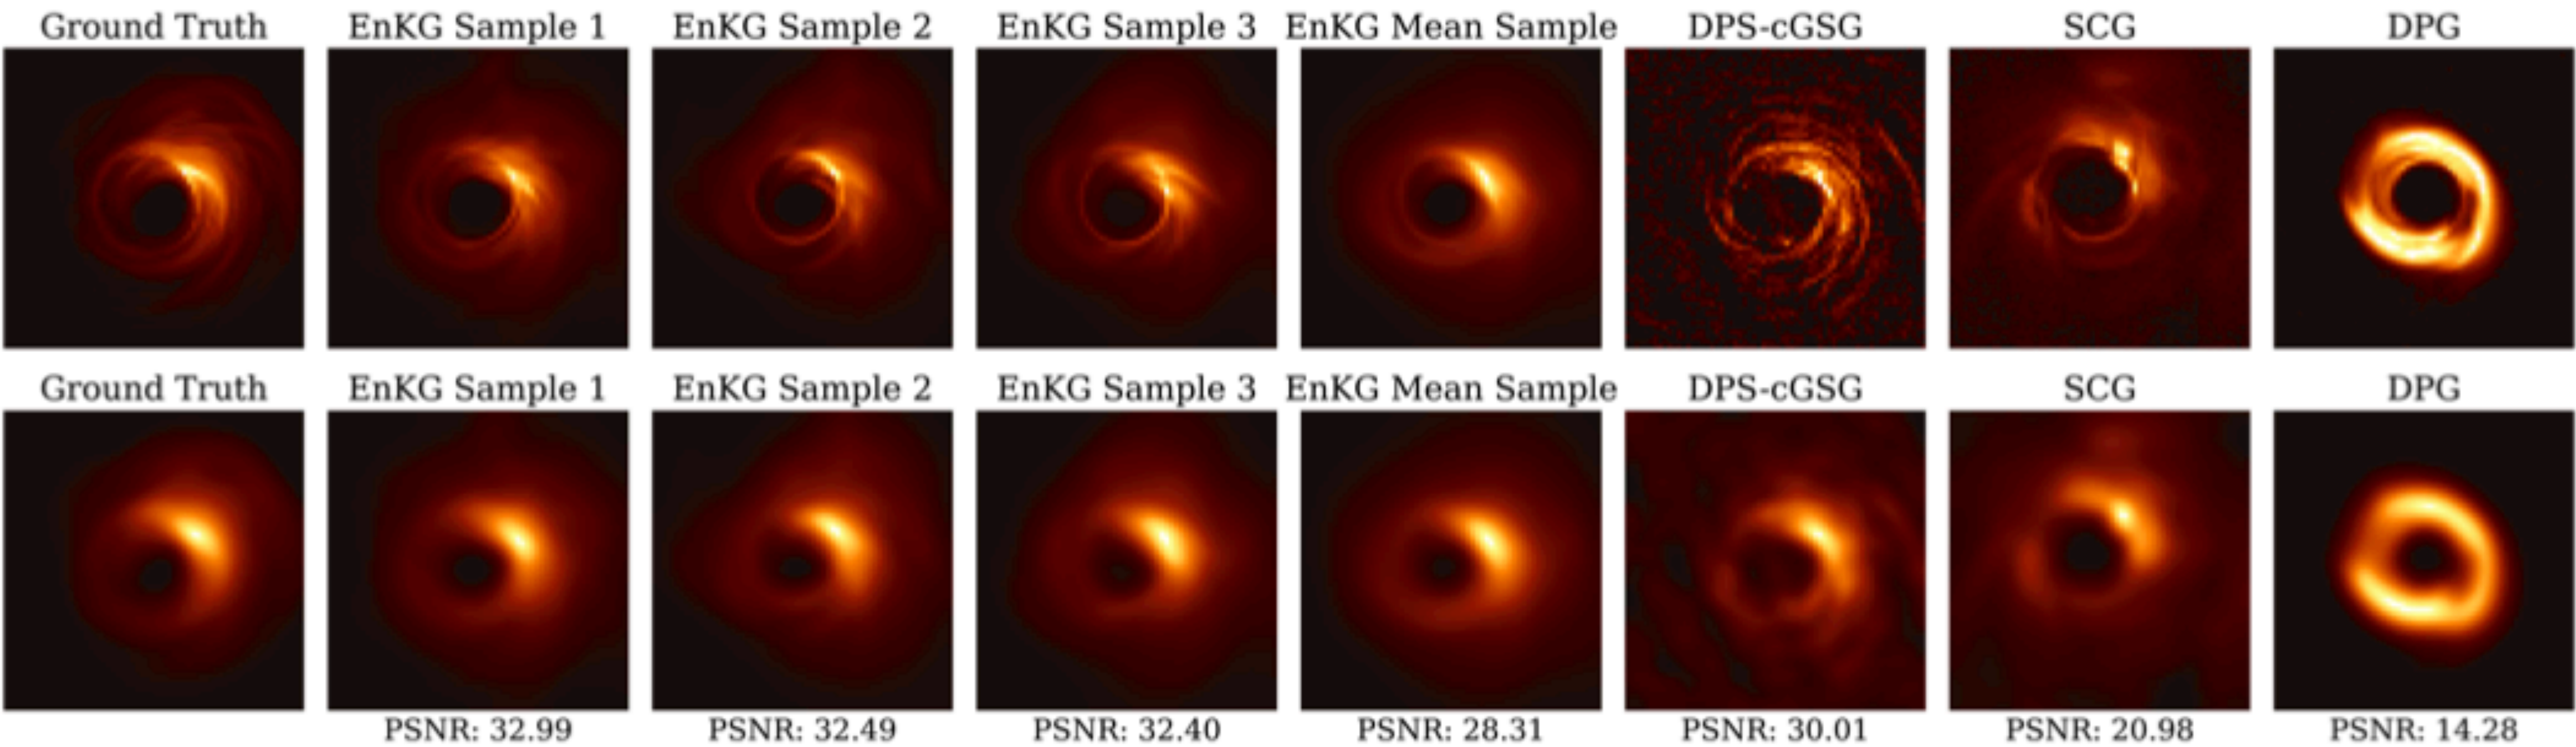 Ground Truth EnKG Sample 1 EnKG Sample 2 EnKG Sample 3 EnKG Mean Sample DPS-cGSG SCG DPG
Ground Truth EnKG Sample 1 EnKG Sample 2 EnKG Sample 3 EnKG Mean Sample DPS-cGSG SCG DPG
PSNR: 32.99 PSNR: 32.49 PSNR: 32.40 PSNR: 28.31 PSNR: 30.01 PSNR: 20.98 PSNR: 14.28